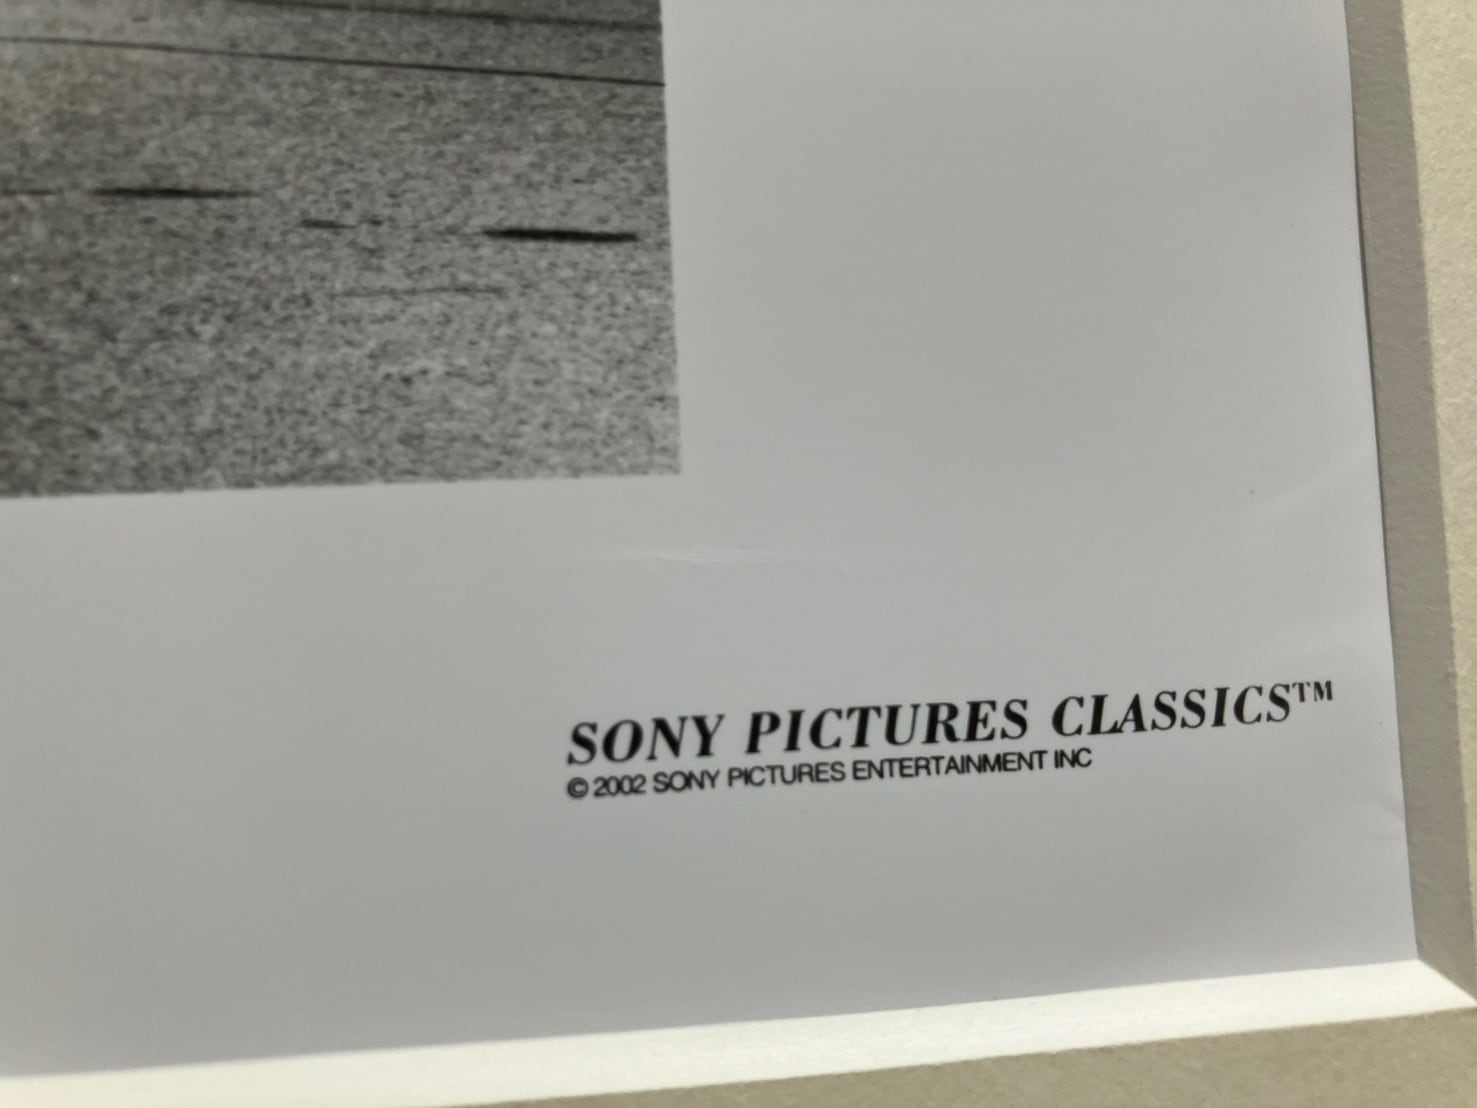 SONY PICTURES CLASSICS™
© 2002 SONY PICTURES ENTERTAINMENT INC